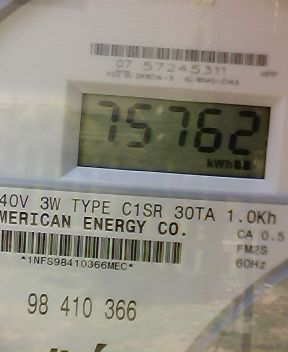 07 57245311
75762
kWh
40V 3W TYPE C1SR 30TA 1.0Kh
MERICAN ENERGY CO.
CA 0.5
FM2S
*1NFS98410366MEC*
60Hz
98 410 366